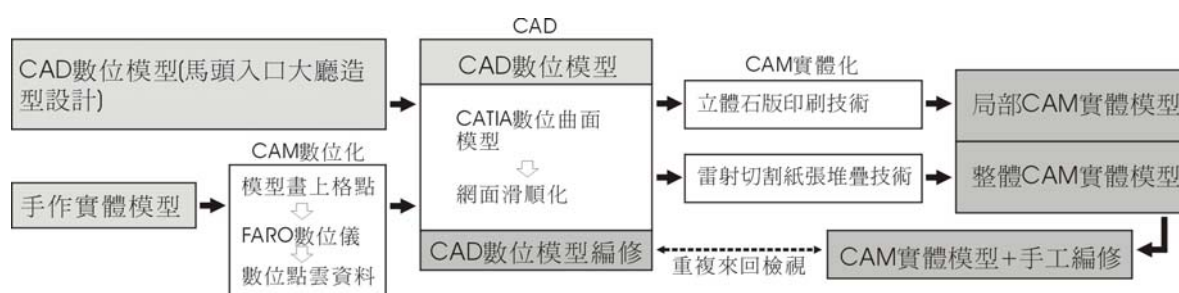 CAD數位模型(馬頭入口大廳造
型設計)
手作實體模型
CAM數位化
模型畫上格點
FARO數位儀
數位點雲資料
CAD
CAD數位模型
CATIA數位曲面
模型
網面滑順化
CAD數位模型編修
CAM實體化
立體石版印刷技術
雷射切割紙張堆疊技術
局部CAM實體模型
整體CAM實體模型
重複來回檢視
CAM實體模型+手工編修